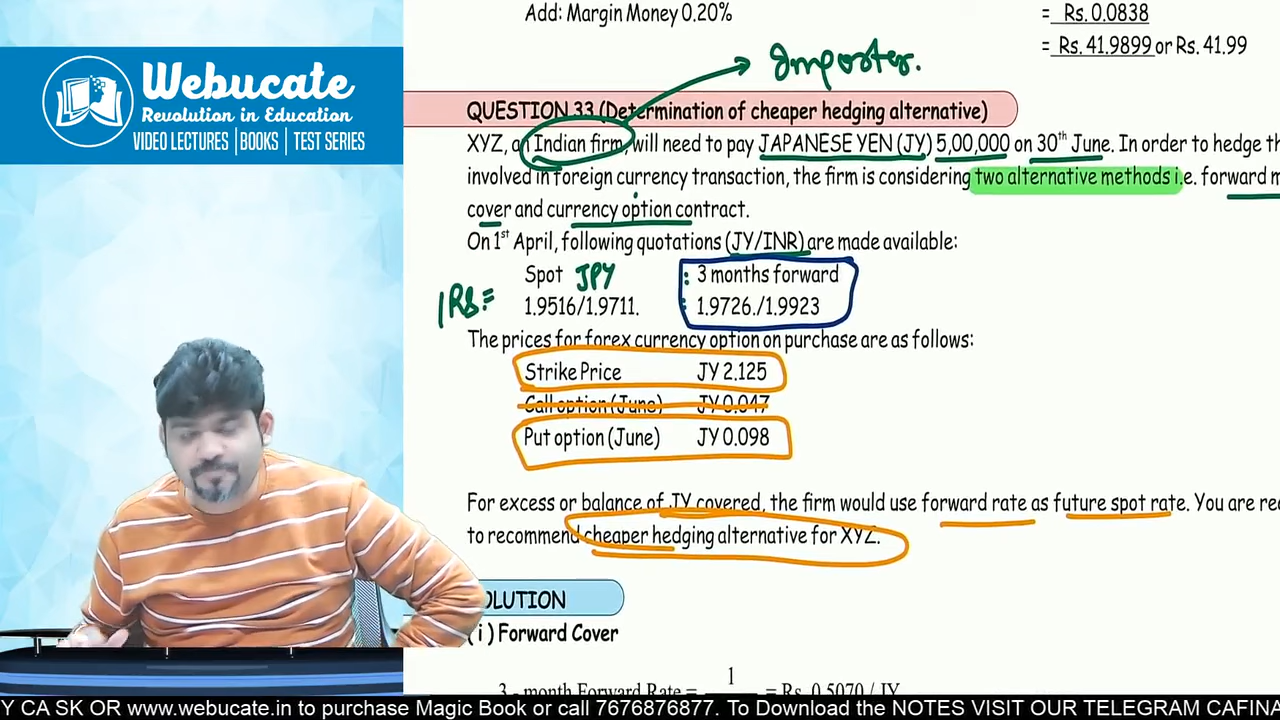 Add: Margin Money 0.20% = Rs. 0.0838
= Rs. 41.9899 or Rs. 41.99
Webucate
Revolution in Education
VIDEO LECTURES |BOOKS | TEST SERIES
Importer.
QUESTION 33 (Determination of cheaper hedging alternative)
XYZ, a Indian firm, will need to pay JAPANESE YEN (JY) 5,00,000 on 30th June. In order to hedge th
involved in foreign currency transaction, the firm is considering two alternative methods i.e. forward m
cover and currency option contract.
On 1st April, following quotations (JY/INR) are made available:
Spot JPY : 3 months forward
1RS.= 1.9516/1.9711. : 1.9726./1.9923
The prices for forex currency option on purchase are as follows:
Strike Price JY 2.125
Call option (June) JY 0.047
Put option (June) JY 0.098
For excess or balance of JY covered, the firm would use forward rate as future spot rate. You are re
to recommend cheaper hedging alternative for XYZ.
OLUTION
( i ) Forward Cover
3 - month Forward Rate = 1 = Rs. 0.5070 / JY
Y CA SK OR www.webucate.in to purchase Magic Book or call 7676876877. To Download the NOTES VISIT OUR TELEGRAM CAFINA